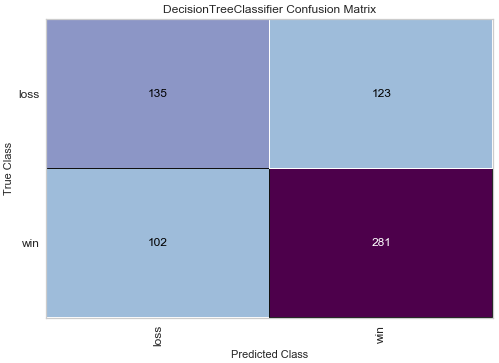 DecisionTreeClassifier Confusion Matrix
True Class
loss
135
123
win
102
281
loss
win
Predicted Class